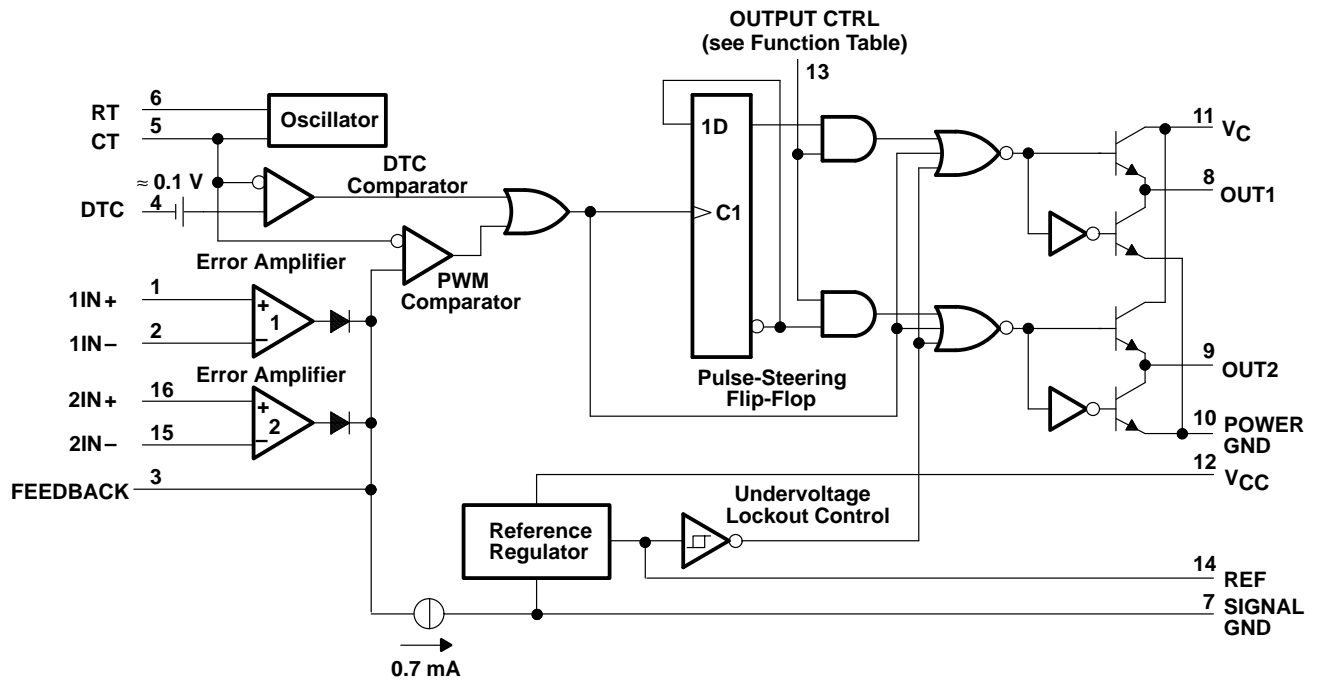 OUTPUT CTRL
(see Function Table)
13
RT
6
Oscillator
CT
5
≈ 0.1 V
DTC
4
DTC
Comparator
1D
C1
11
VC
8
OUT1
Error Amplifier
PWM
Comparator
1IN+
1
+
1
−
1IN−
2
Error Amplifier
2IN+
16
+
2
−
2IN−
15
Pulse-Steering
Flip-Flop
9
OUT2
10
POWER
GND
FEEDBACK
3
12
VCC
Undervoltage
Lockout Control
Reference
Regulator
14
REF
7
SIGNAL
GND
0.7 mA